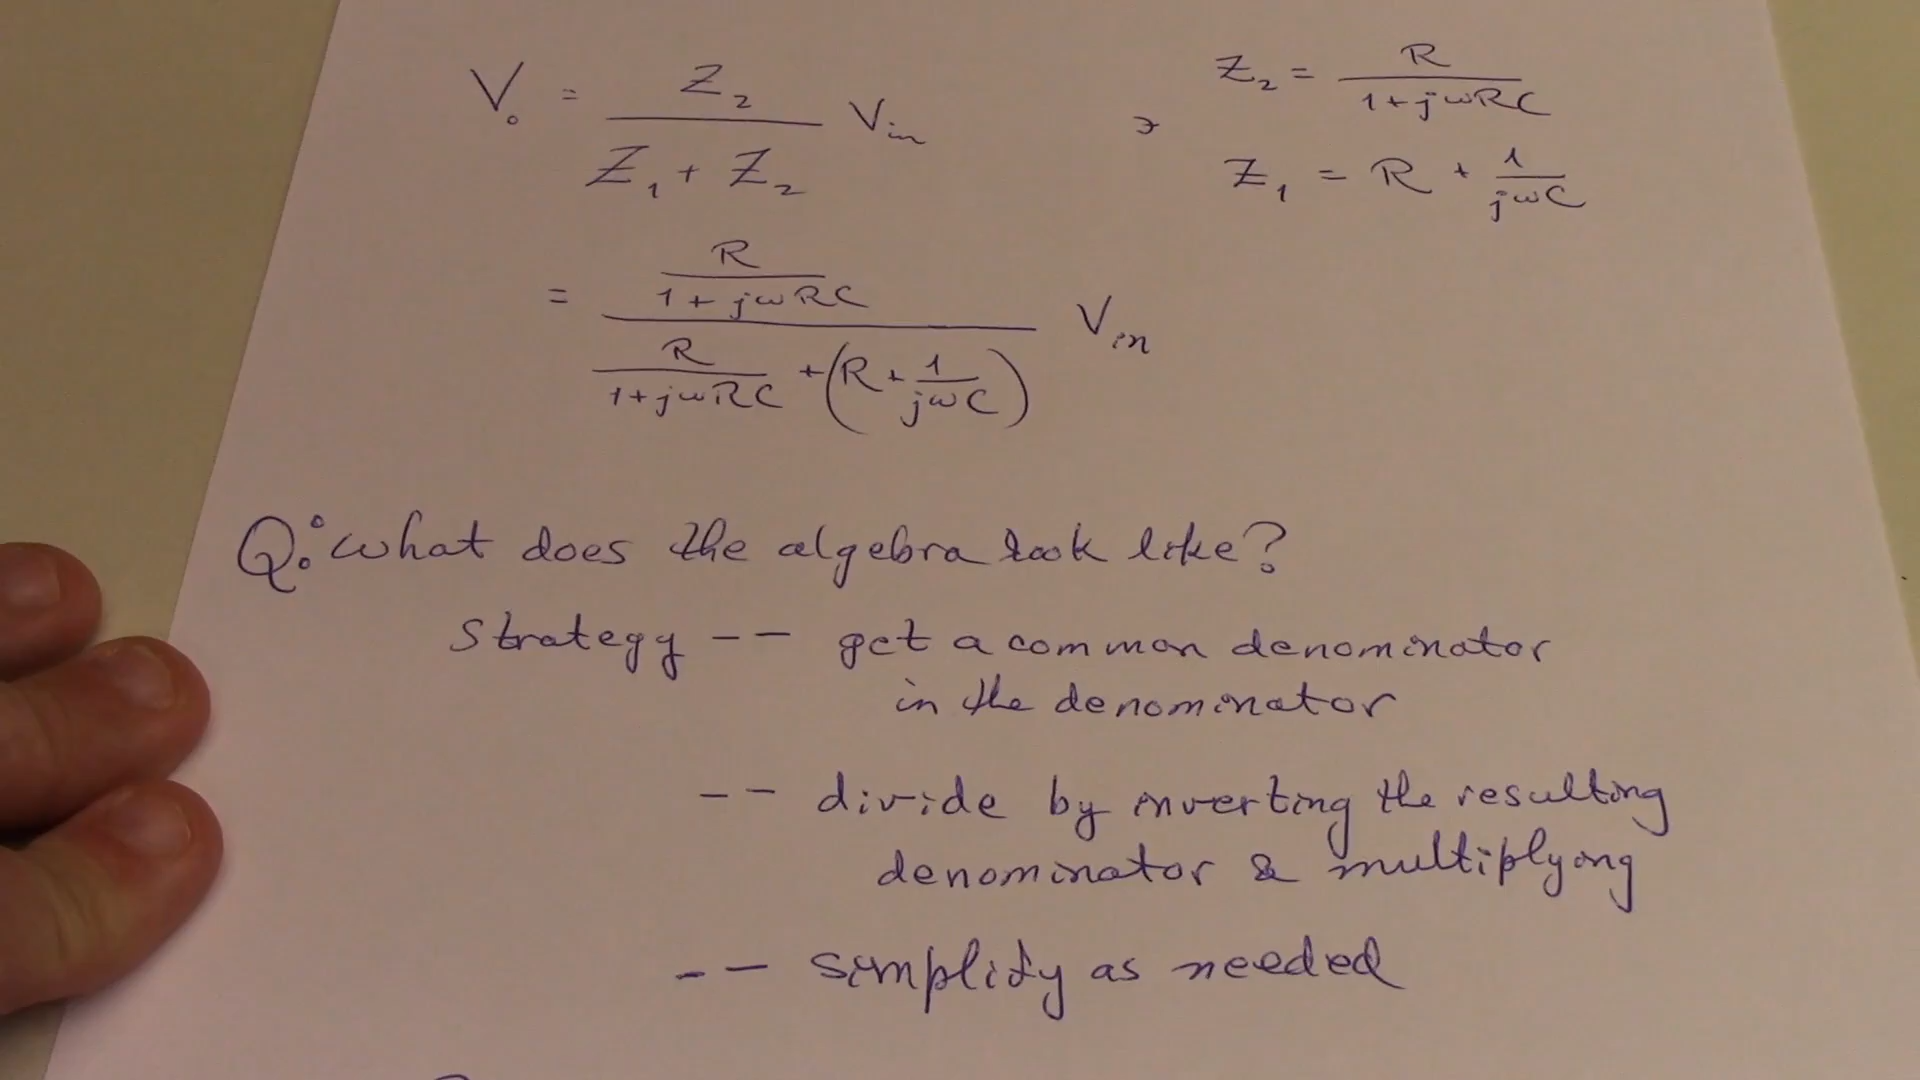 V₀ = Z₂ / (Z₁ + Z₂) Vin , Z₂ = R / (1 + jωRC)
Z₁ = R + 1 / (jωC)
= (R / (1 + jωRC)) / (R / (1 + jωRC) + (R + 1 / (jωC))) Vin
Q: what does the algebra look like?
Strategy -- get a common denominator
in the denominator
-- divide by inverting the resulting
denominator & multiplying
-- simplify as needed